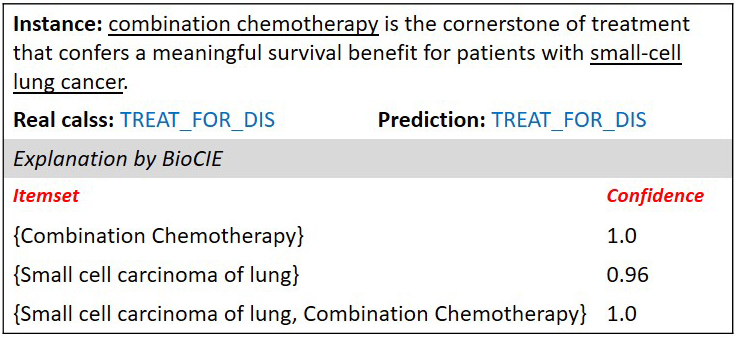 Instance: combination chemotherapy is the cornerstone of treatment
that confers a meaningful survival benefit for patients with small-cell
lung cancer.
Real calss: TREAT_FOR_DIS Prediction: TREAT_FOR_DIS
Explanation by BioCIE
Itemset Confidence
{Combination Chemotherapy} 1.0
{Small cell carcinoma of lung} 0.96
{Small cell carcinoma of lung, Combination Chemotherapy} 1.0